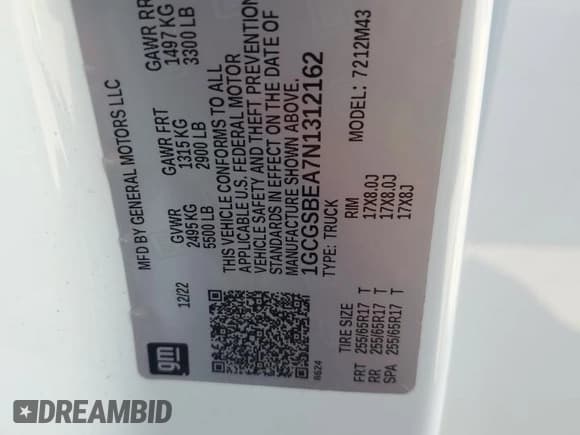 MFD BY GENERAL MOTORS LLC
12/22
GVWR
2495 KG
5500 LB
GAWR FRT
1315 KG
2900 LB
GAWR RR
1497 KG
3300 LB
THIS VEHICLE CONFORMS TO ALL
APPLICABLE U.S. FEDERAL MOTOR
VEHICLE SAFETY AND THEFT PREVENTION
STANDARDS IN EFFECT ON THE DATE OF
MANUFACTURE SHOWN ABOVE.
1GCGSBEA7N1312162
TYPE: TRUCK
MODEL: 7212M43
gm
R624
TIRE SIZE
RIM
FRT 255/65R17 T 17X8.0J
RR 255/65R17 T 17X8.0J
SPA 255/65R17 T 17X8J
DREAMBID